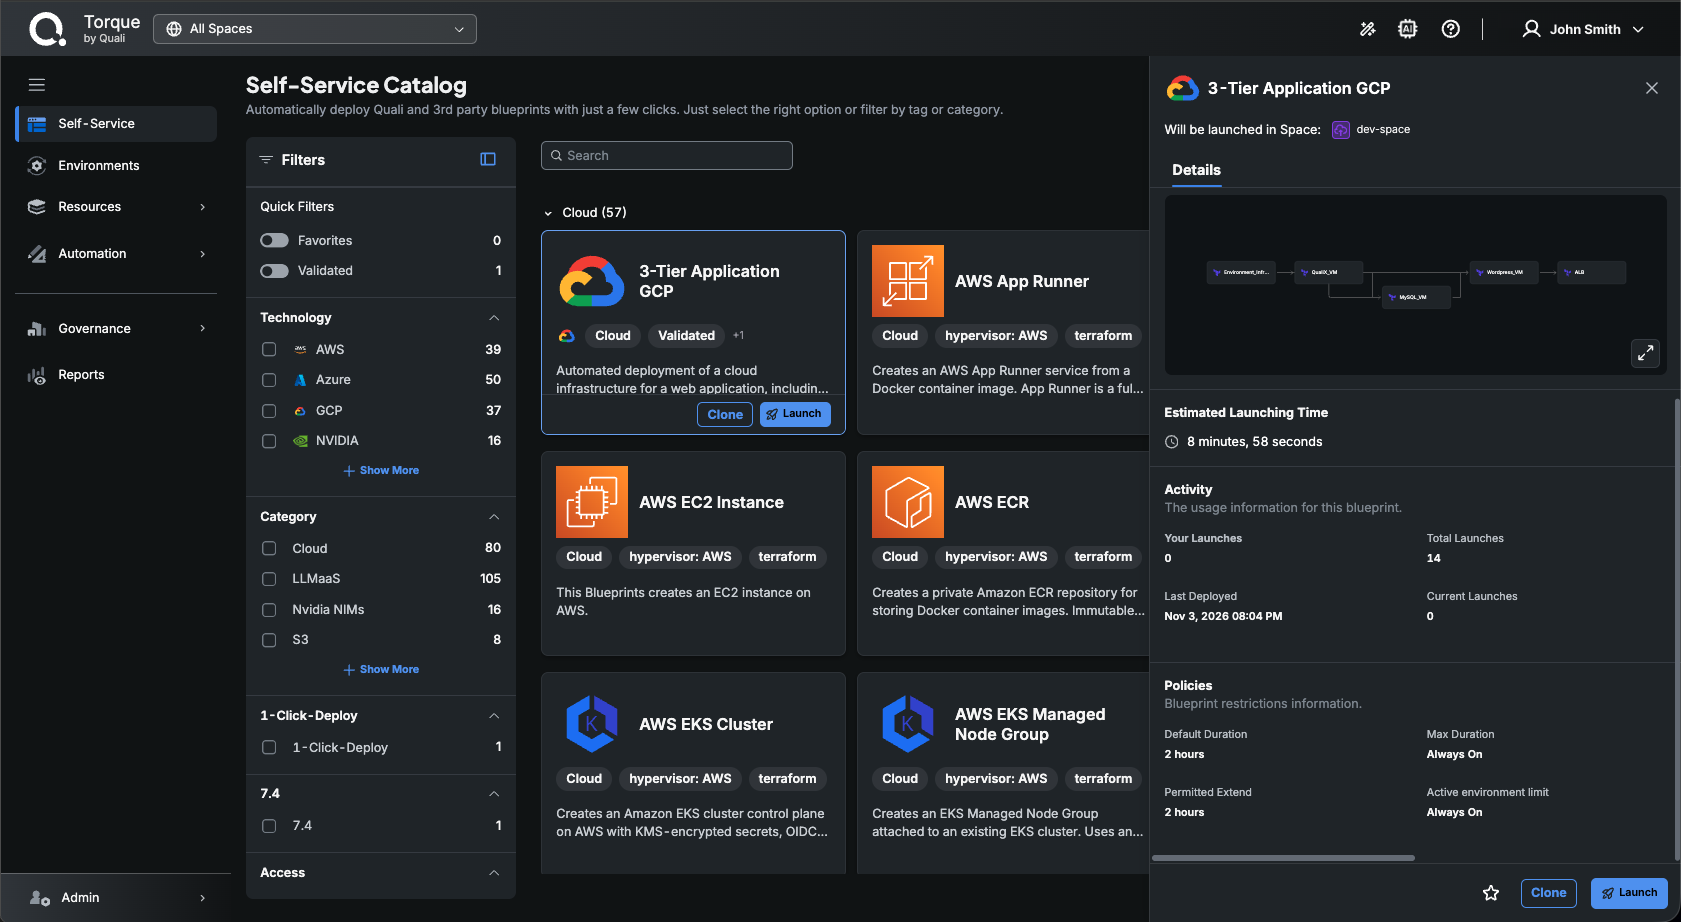 Torque
by Quali
All Spaces
AI
John Smith
Self-Service
Environments
Resources
Automation
Governance
Reports
Admin
Self-Service Catalog
Automatically deploy Quali and 3rd party blueprints with just a few clicks. Just select the right option or filter by tag or category.
Filters
Quick Filters
Favorites 0
Validated 1
Technology
aws AWS 39
Azure 50
GCP 37
NVIDIA 16
Show More
Category
Cloud 80
LLMaaS 105
Nvidia NIMs 16
S3 8
Show More
1-Click-Deploy
1-Click-Deploy 1
7.4
7.4 1
Access
Search
Cloud (57)
3-Tier Application
GCP
Cloud Validated +1
Automated deployment of a cloud
infrastructure for a web application, includin...
Clone Launch
AWS App Runner
Cloud hypervisor: AWS terraform
Creates an AWS App Runner service from a
Docker container image. App Runner is a ful...
AWS EC2 Instance
Cloud hypervisor: AWS terraform
This Blueprints creates an EC2 instance on
AWS.
AWS ECR
Cloud hypervisor: AWS terraform
Creates a private Amazon ECR repository for
storing Docker container images. Immutable...
K
AWS EKS Cluster
Cloud hypervisor: AWS terraform
Creates an Amazon EKS cluster control plane
on AWS with KMS-encrypted secrets, OIDC...
K
AWS EKS Managed
Node Group
Cloud hypervisor: AWS terraform
Creates an EKS Managed Node Group
attached to an existing EKS cluster. Uses an...
3-Tier Application GCP
Will be launched in Space: dev-space
Details
Environment_Infr...
QualiX_VM
MySQL_VM
Wordpress_VM
ALB
Estimated Launching Time
8 minutes, 58 seconds
Activity
The usage information for this blueprint.
Your Launches Total Launches
0 14
Last Deployed Current Launches
Nov 3, 2026 08:04 PM 0
Policies
Blueprint restrictions information.
Default Duration Max Duration
2 hours Always On
Permitted Extend Active environment limit
2 hours Always On
Clone Launch